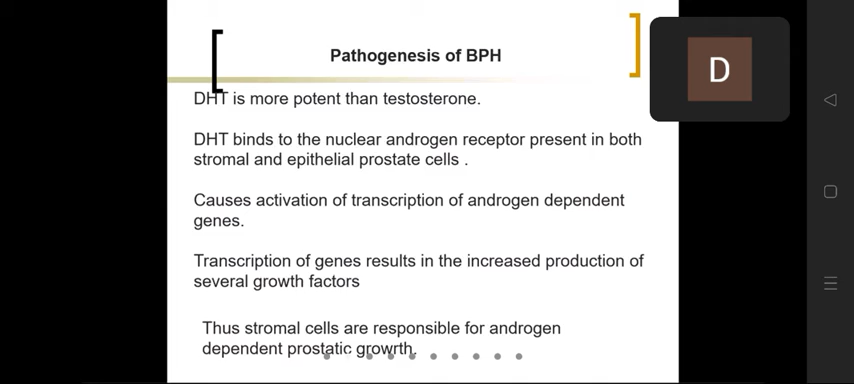 Pathogenesis of BPH
D
DHT is more potent than testosterone.
DHT binds to the nuclear androgen receptor present in both
stromal and epithelial prostate cells .
Causes activation of transcription of androgen dependent
genes.
Transcription of genes results in the increased production of
several growth factors
Thus stromal cells are responsible for androgen
dependent prostatic growrth.